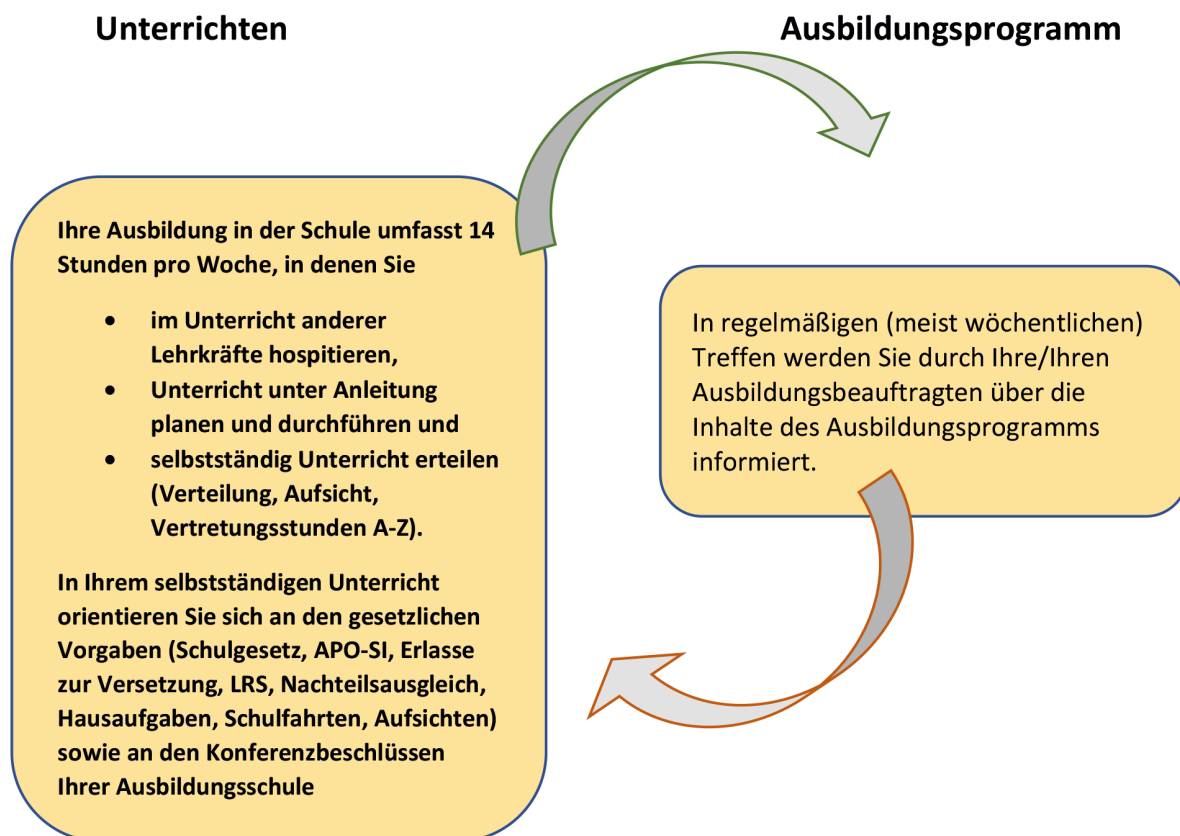 Unterrichten
Ausbildungsprogramm
Ihre Ausbildung in der Schule umfasst 14
Stunden pro Woche, in denen Sie
• im Unterricht anderer
Lehrkräfte hospitieren,
• Unterricht unter Anleitung
planen und durchführen und
• selbstständig Unterricht erteilen
(Verteilung, Aufsicht,
Vertretungsstunden A-Z).
In Ihrem selbstständigen Unterricht
orientieren Sie sich an den gesetzlichen
Vorgaben (Schulgesetz, APO-SI, Erlasse
zur Versetzung, LRS, Nachteilsausgleich,
Hausaufgaben, Schulfahrten, Aufsichten)
sowie an den Konferenzbeschlüssen
Ihrer Ausbildungsschule
In regelmäßigen (meist wöchentlichen)
Treffen werden Sie durch Ihre/Ihren
Ausbildungsbeauftragten über die
Inhalte des Ausbildungsprogramms
informiert.